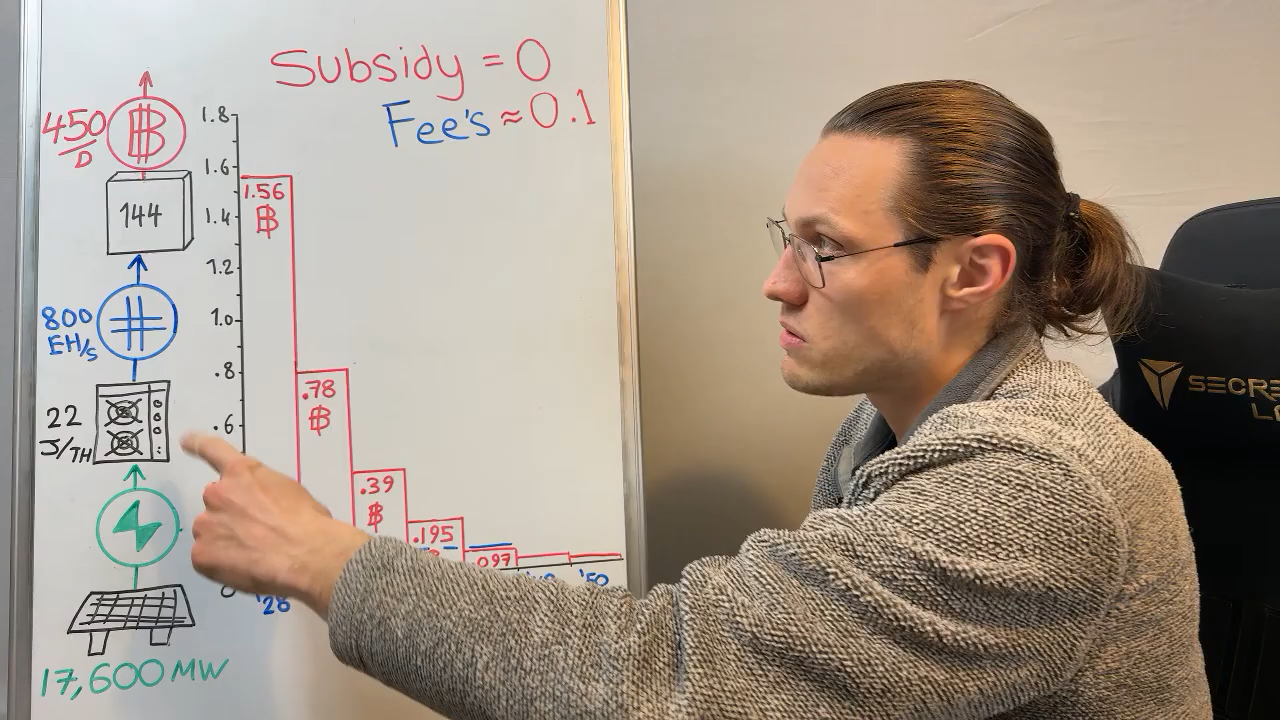 Subsidy = 0
Fee's ≈ 0.1
450
/D
144
800
EH/s
22
J/TH
17,600 MW
1.8
1.6
1.4
1.2
1.0
.8
.6
0
1.56
₿
.78
₿
.39
₿
.195
.097
'28
'50
SECRE
L